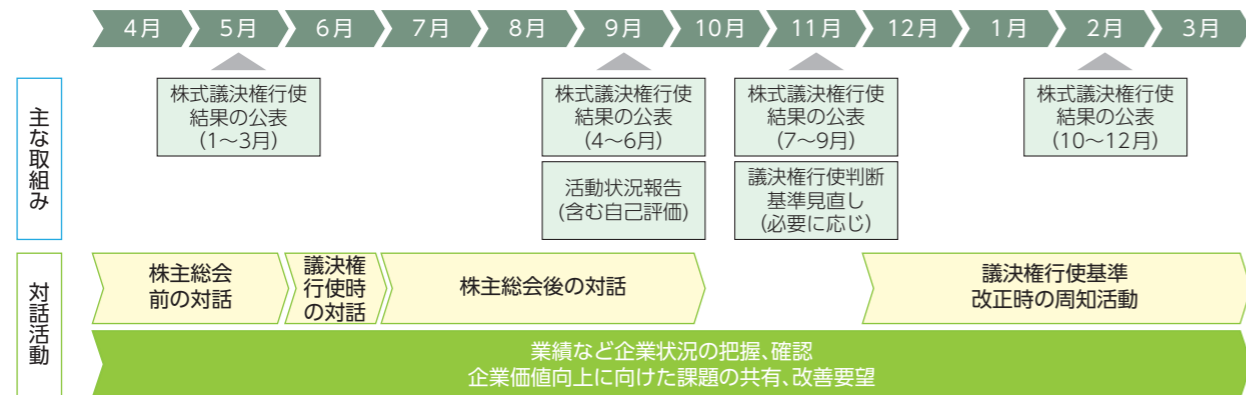 4月 5月 6月 7月 8月 9月 10月 11月 12月 1月 2月 3月
主な取組み
株式議決権行使
結果の公表
(1〜3月)
株式議決権行使
結果の公表
(4〜6月)
株式議決権行使
結果の公表
(7〜9月)
株式議決権行使
結果の公表
(10〜12月)
活動状況報告
(含む自己評価)
議決権行使判断
基準見直し
(必要に応じ)
対話活動
株主総会
前の対話
議決権
行使時
の対話
株主総会後の対話
議決権行使基準
改正時の周知活動
業績など企業状況の把握、確認
企業価値向上に向けた課題の共有、改善要望